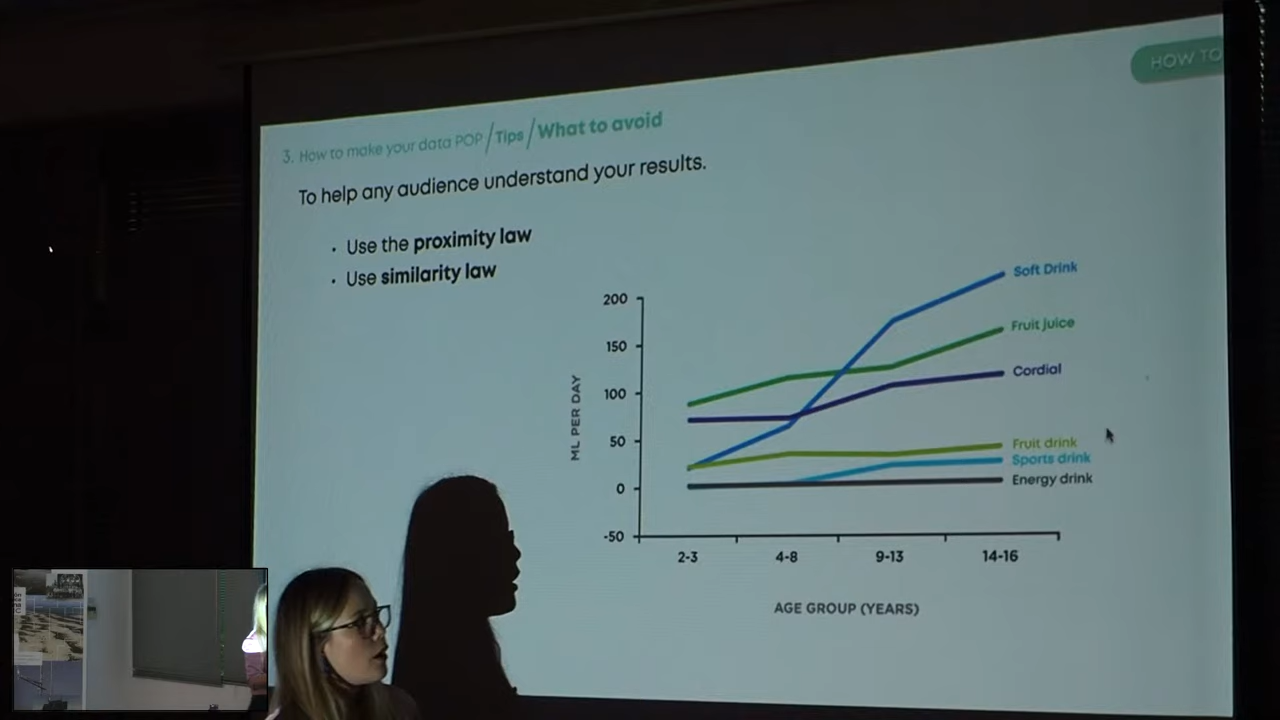 HOW TO
3. How to make your data POP / Tips / What to avoid
To help any audience understand your results.
• Use the proximity law
• Use similarity law
200
150
100
50
0
-50
ML PER DAY
Soft Drink
Fruit juice
Cordial
Fruit drink
Sports drink
Energy drink
2-3 4-8 9-13 14-16
AGE GROUP (YEARS)